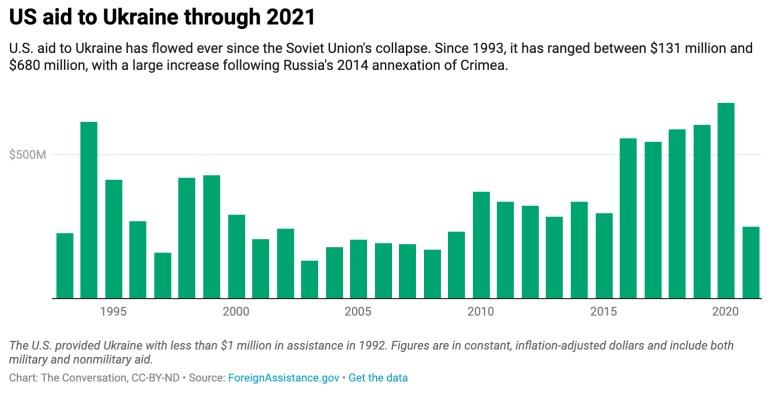 US aid to Ukraine through 2021
U.S. aid to Ukraine has flowed ever since the Soviet Union's collapse. Since 1993, it has ranged between $131 million and
$680 million, with a large increase following Russia's 2014 annexation of Crimea.
$500M
1995 2000 2005 2010 2015 2020
The U.S. provided Ukraine with less than $1 million in assistance in 1992. Figures are in constant, inflation-adjusted dollars and include both
military and nonmilitary aid.
Chart: The Conversation, CC-BY-ND • Source: ForeignAssistance.gov • Get the data